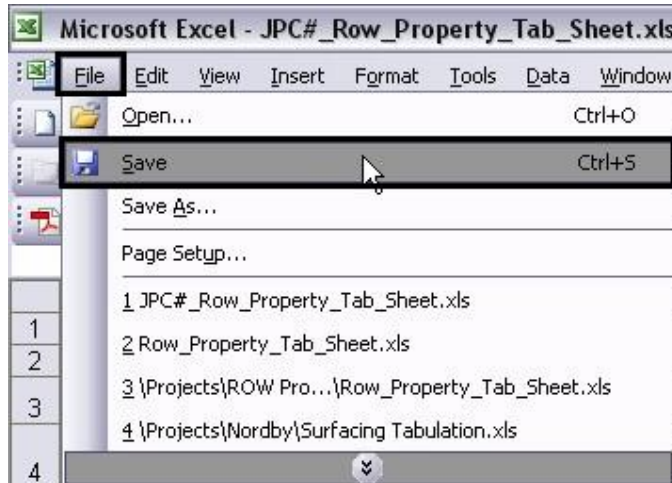 Microsoft Excel - JPC#_Row_Property_Tab_Sheet.xls
File Edit View Insert Format Tools Data Window
Open... Ctrl+O
Save Ctrl+S
Save As...
Page Setup...
1 JPC#_Row_Property_Tab_Sheet.xls
1
2 Row_Property_Tab_Sheet.xls
2
3 \Projects\ROW Pro...\Row_Property_Tab_Sheet.xls
3
4 \Projects\Nordby\Surfacing Tabulation.xls
4